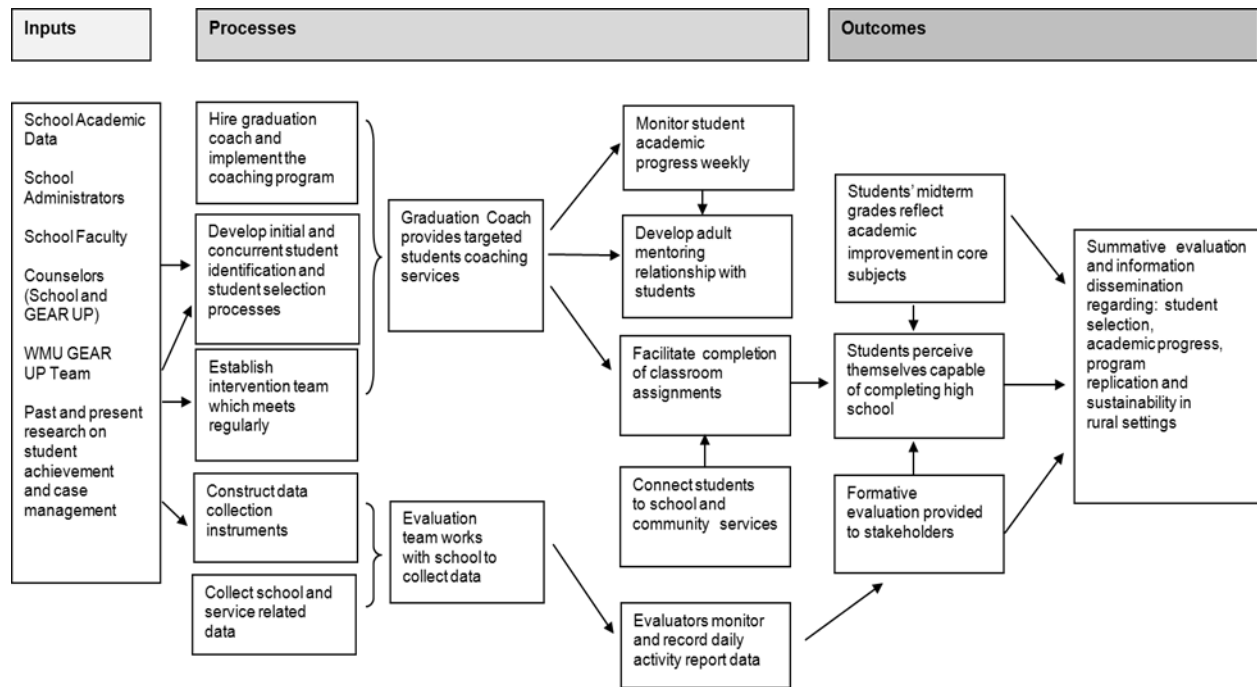 Inputs
Processes
Outcomes
School Academic
Data
School
Administrators
School Faculty
Counselors
(School and
GEAR UP)
WMU GEAR
UP Team
Past and present
research on
student
achievement
and case
management
Hire graduation
coach and
implement the
coaching program
Develop initial and
concurrent student
identification and
student selection
processes
Establish
intervention team
which meets
regularly
Construct data
collection
instruments
Collect school and
service related
data
Graduation Coach
provides targeted
students coaching
services
Evaluation
team works
with school to
collect data
Monitor student
academic
progress weekly
Develop adult
mentoring
relationship with
students
Facilitate completion
of classroom
assignments
Connect students
to school and
community services
Evaluators monitor
and record daily
activity report data
Students' midterm
grades reflect
academic
improvement in core
subjects
Students perceive
themselves capable
of completing high
school
Formative
evaluation provided
to stakeholders
Summative evaluation
and information
dissemination
regarding: student
selection,
academic progress,
program
replication and
sustainability in
rural settings